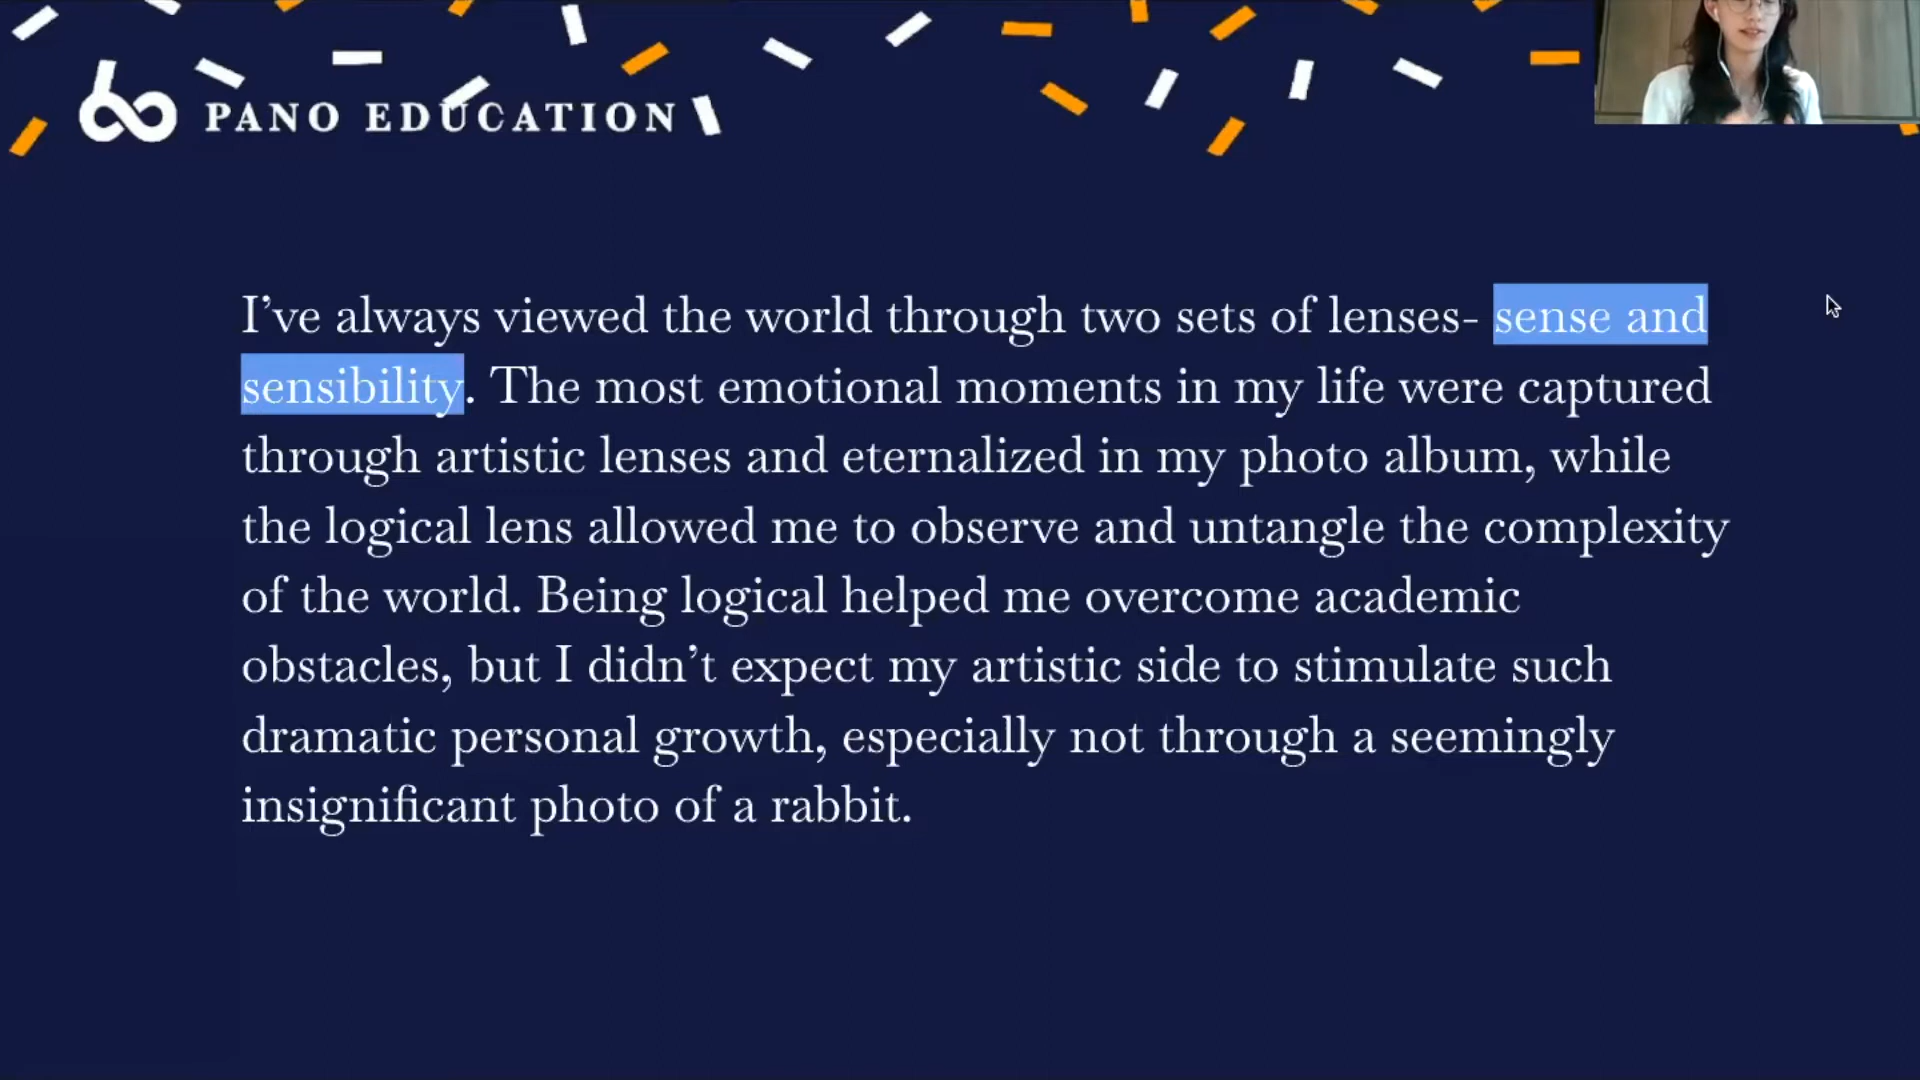 PANO EDUCATION
I’ve always viewed the world through two sets of lenses- sense and
sensibility. The most emotional moments in my life were captured
through artistic lenses and eternalized in my photo album, while
the logical lens allowed me to observe and untangle the complexity
of the world. Being logical helped me overcome academic
obstacles, but I didn’t expect my artistic side to stimulate such
dramatic personal growth, especially not through a seemingly
insignificant photo of a rabbit.